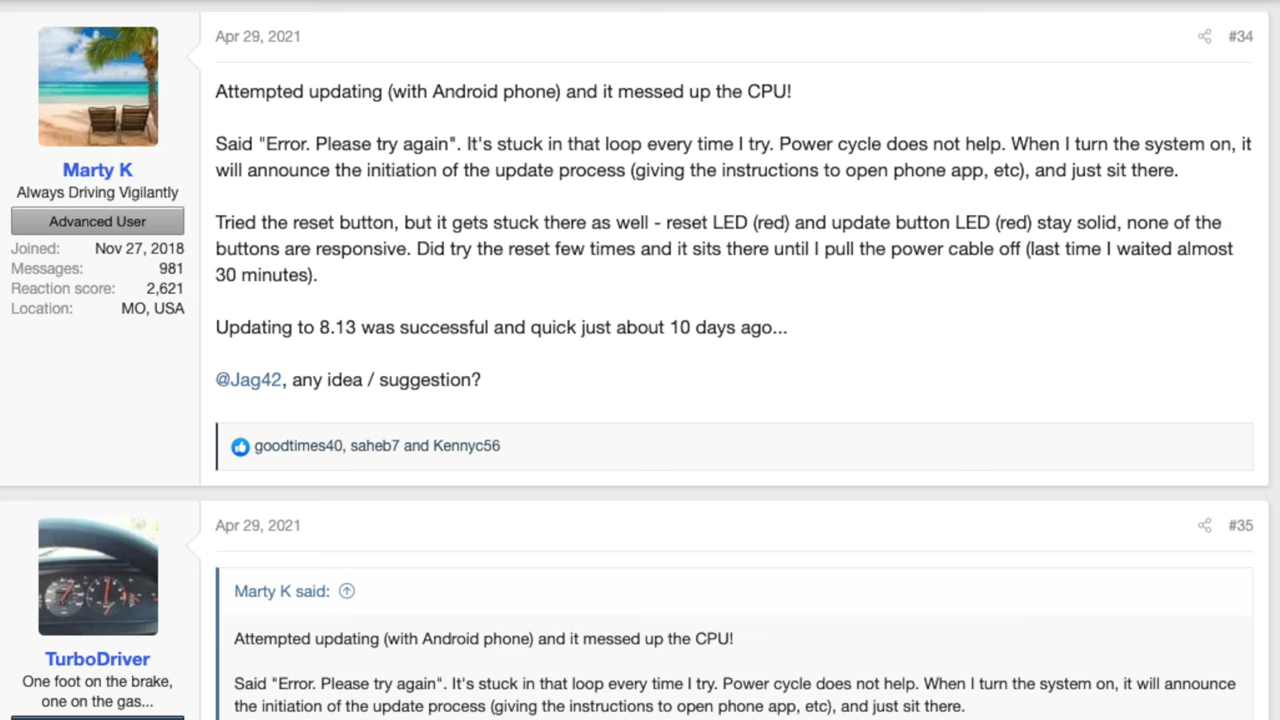 Apr 29, 2021
#34
Attempted updating (with Android phone) and it messed up the CPU!
Said "Error. Please try again". It's stuck in that loop every time I try. Power cycle does not help. When I turn the system on, it
will announce the initiation of the update process (giving the instructions to open phone app, etc), and just sit there.
Tried the reset button, but it gets stuck there as well - reset LED (red) and update button LED (red) stay solid, none of the
buttons are responsive. Did try the reset few times and it sits there until I pull the power cable off (last time I waited almost
30 minutes).
Updating to 8.13 was successful and quick just about 10 days ago...
@Jag42, any idea / suggestion?
goodtimes40, saheb7 and Kennyc56
Marty K
Always Driving Vigilantly
Advanced User
Joined: Nov 27, 2018
Messages: 981
Reaction score: 2,621
Location: MO, USA
Apr 29, 2021
#35
Marty K said:
Attempted updating (with Android phone) and it messed up the CPU!
Said "Error. Please try again". It's stuck in that loop every time I try. Power cycle does not help. When I turn the system on, it will announce
the initiation of the update process (giving the instructions to open phone app, etc), and just sit there.
TurboDriver
One foot on the brake,
one on the gas...